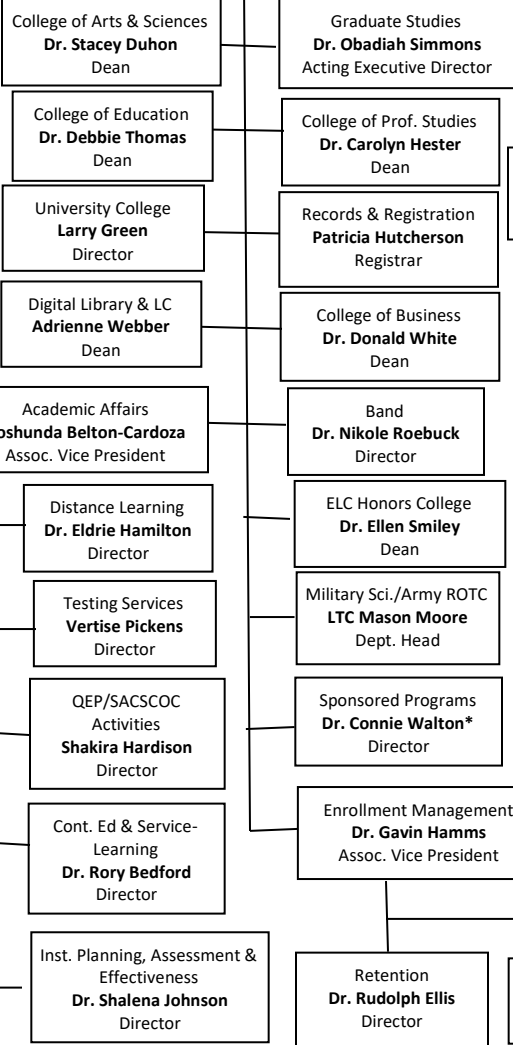 College of Arts & Sciences
Dr. Stacey Duhon
Dean
Graduate Studies
Dr. Obadiah Simmons
Acting Executive Director
College of Education
Dr. Debbie Thomas
Dean
College of Prof. Studies
Dr. Carolyn Hester
Dean
University College
Larry Green
Director
Records & Registration
Patricia Hutcherson
Registrar
Digital Library & LC
Adrienne Webber
Dean
College of Business
Dr. Donald White
Dean
Academic Affairs
oshunda Belton-Cardoza
Assoc. Vice President
Band
Dr. Nikole Roebuck
Director
Distance Learning
Dr. Eldrie Hamilton
Director
ELC Honors College
Dr. Ellen Smiley
Dean
Testing Services
Vertise Pickens
Director
Military Sci./Army ROTC
LTC Mason Moore
Dept. Head
QEP/SACSCOC
Activities
Shakira Hardison
Director
Sponsored Programs
Dr. Connie Walton*
Director
Cont. Ed & Service-
Learning
Dr. Rory Bedford
Director
Enrollment Management
Dr. Gavin Hamms
Assoc. Vice President
Inst. Planning, Assessment &
Effectiveness
Dr. Shalena Johnson
Director
Retention
Dr. Rudolph Ellis
Director